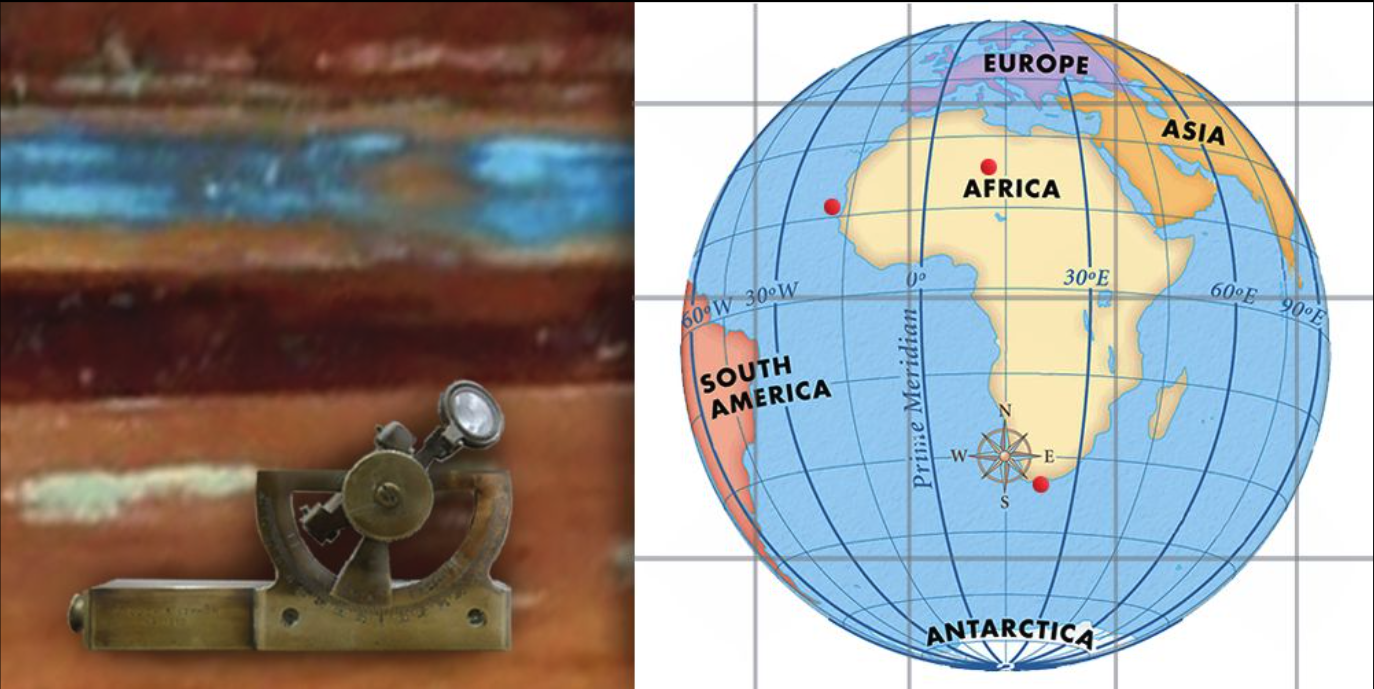 EUROPE
ASIA
AFRICA
60°W 30°W
0°
30°E
60°E
90°E
Prime Meridian
SOUTH
AMERICA
N
W E
S
ANTARCTICA